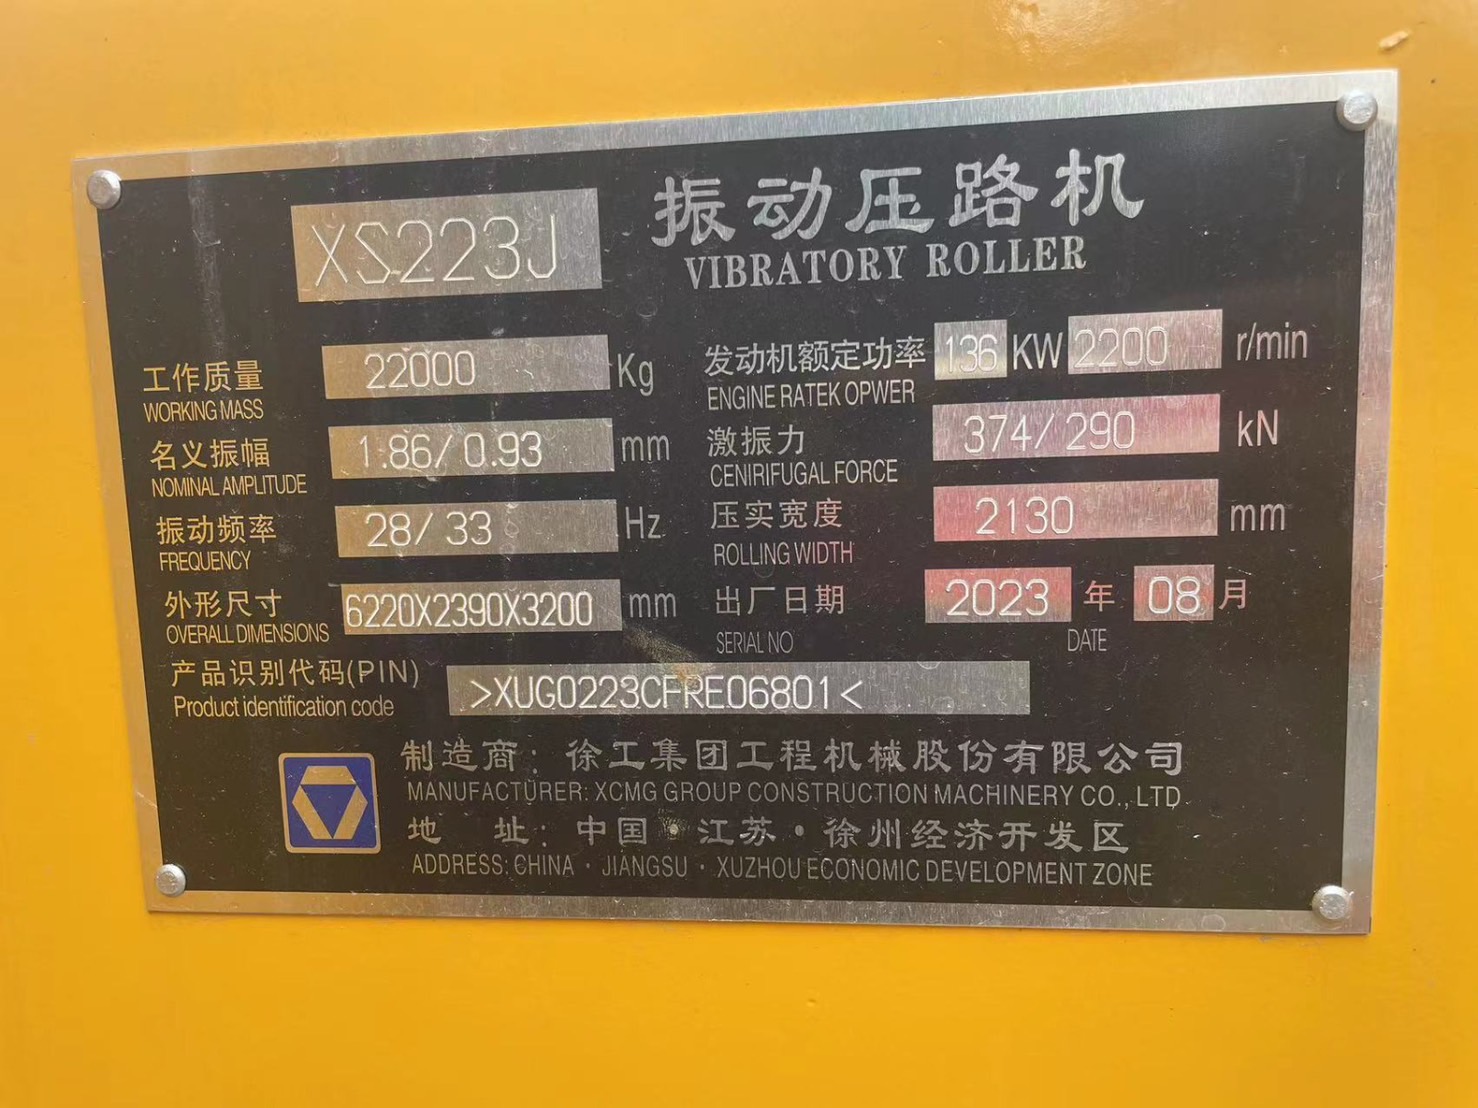 XS223J 振动压路机
VIBRATORY ROLLER
工作质量 22000 Kg
WORKING MASS
名义振幅 1.86/0.93 mm
NOMINAL AMPLITUDE
振动频率 28/33 Hz
FREQUENCY
外形尺寸 6220X2390X3200 mm
OVERALL DIMENSIONS
发动机额定功率 136 KW 2200 r/min
ENGINE RATEK OPWER
激振力 374/290 kN
CENIRIFUGAL FORCE
压实宽度 2130 mm
ROLLING WIDTH
出厂日期 2023 年 08 月
SERIAL NO DATE
产品识别代码(PIN) >XUG0223CFRE06801<
Product identification code
制造商：徐工集团工程机械股份有限公司
MANUFACTURER: XCMG GROUP CONSTRUCTION MACHINERY CO., LTD
地 址：中国·江苏·徐州经济开发区
ADDRESS: CHINA · JIANGSU · XUZHOU ECONOMIC DEVELOPMENT ZONE